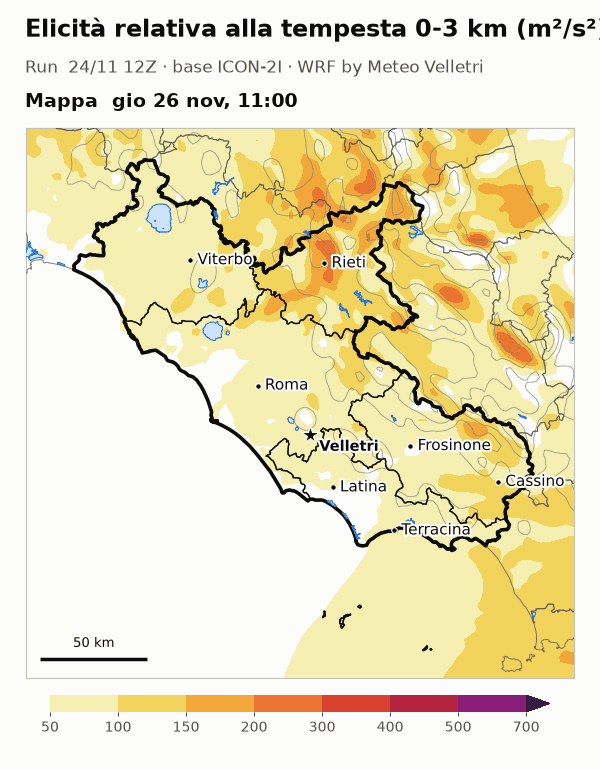 Elicità relativa alla tempesta 0-3 km (m²/s²)
Run 24/11 12Z · base ICON-2I · WRF by Meteo Velletri
Mappa gio 26 nov, 11:00
Viterbo
Rieti
Roma
Velletri
Frosinone
Cassino
Latina
Terracina
50 km
50 100 150 200 300 400 500 700